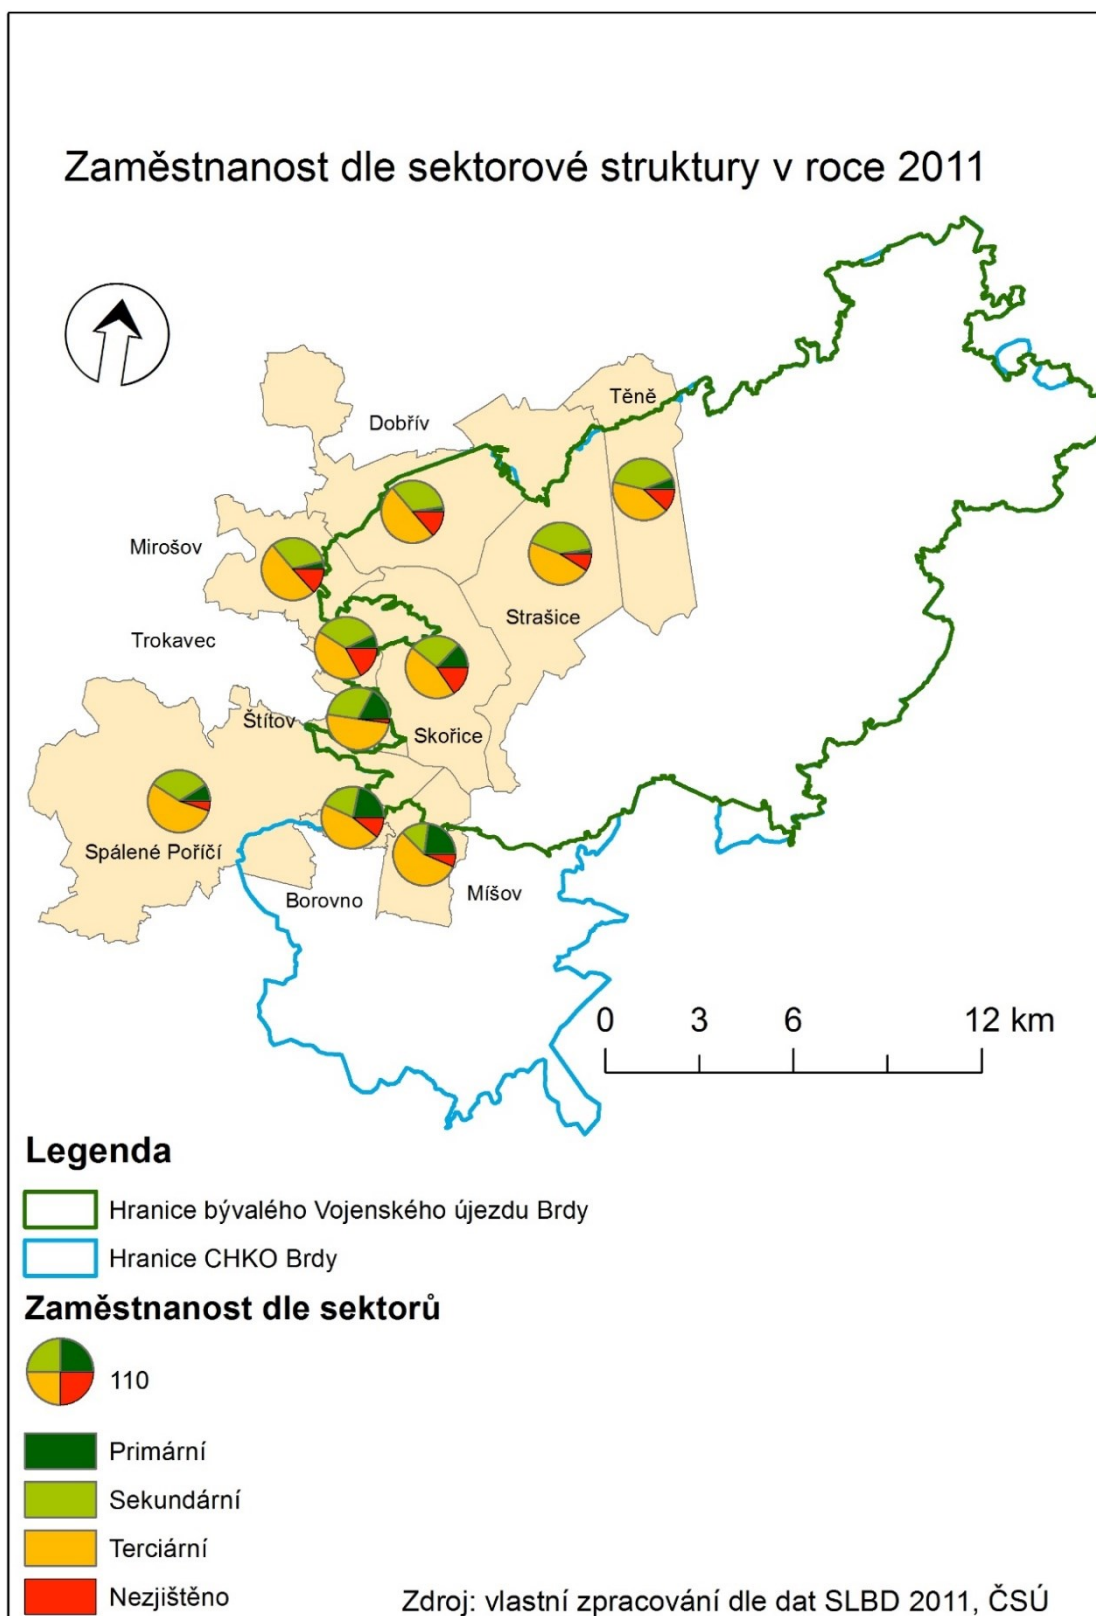 Zaměstnanost dle sektorové struktury v roce 2011
Těně
Dobřív
Mirošov
Strašice
Trokavec
Štítov
Skořice
Spálené Poříčí
Borovno
Míšov
0 3 6 12 km
Legenda
Hranice bývalého Vojenského újezdu Brdy
Hranice CHKO Brdy
Zaměstnanost dle sektorů
110
Primární
Sekundární
Terciární
Nezjištěno
Zdroj: vlastní zpracování dle dat SLBD 2011, ČSÚ